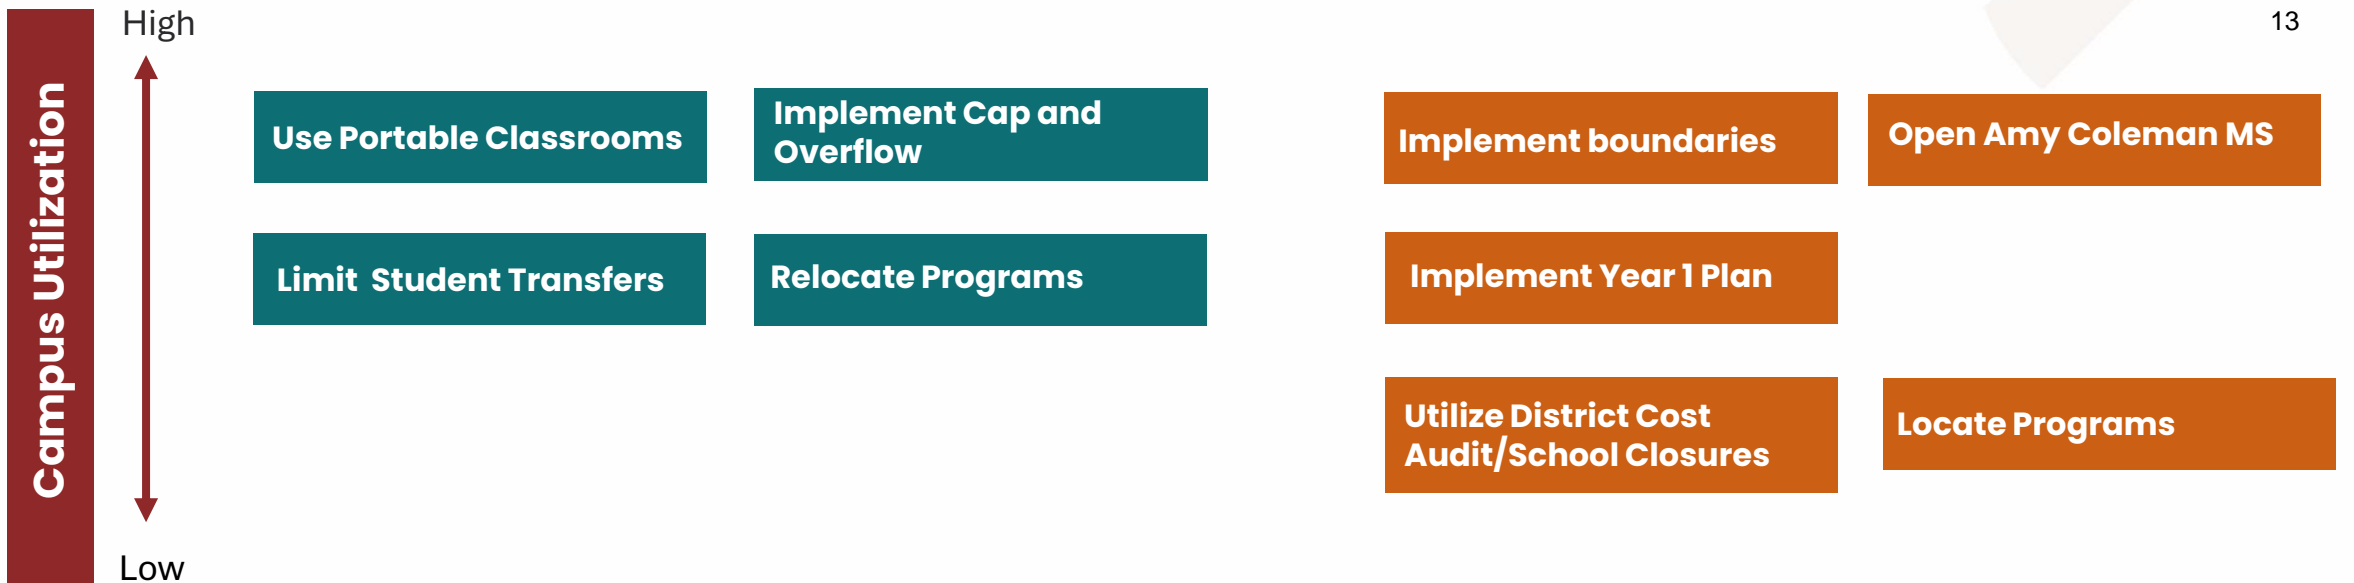 High
13
Campus Utilization
Use Portable Classrooms
Implement Cap and
Overflow
Implement boundaries
Open Amy Coleman MS
Limit Student Transfers
Relocate Programs
Implement Year 1 Plan
Utilize District Cost
Audit/School Closures
Locate Programs
Low